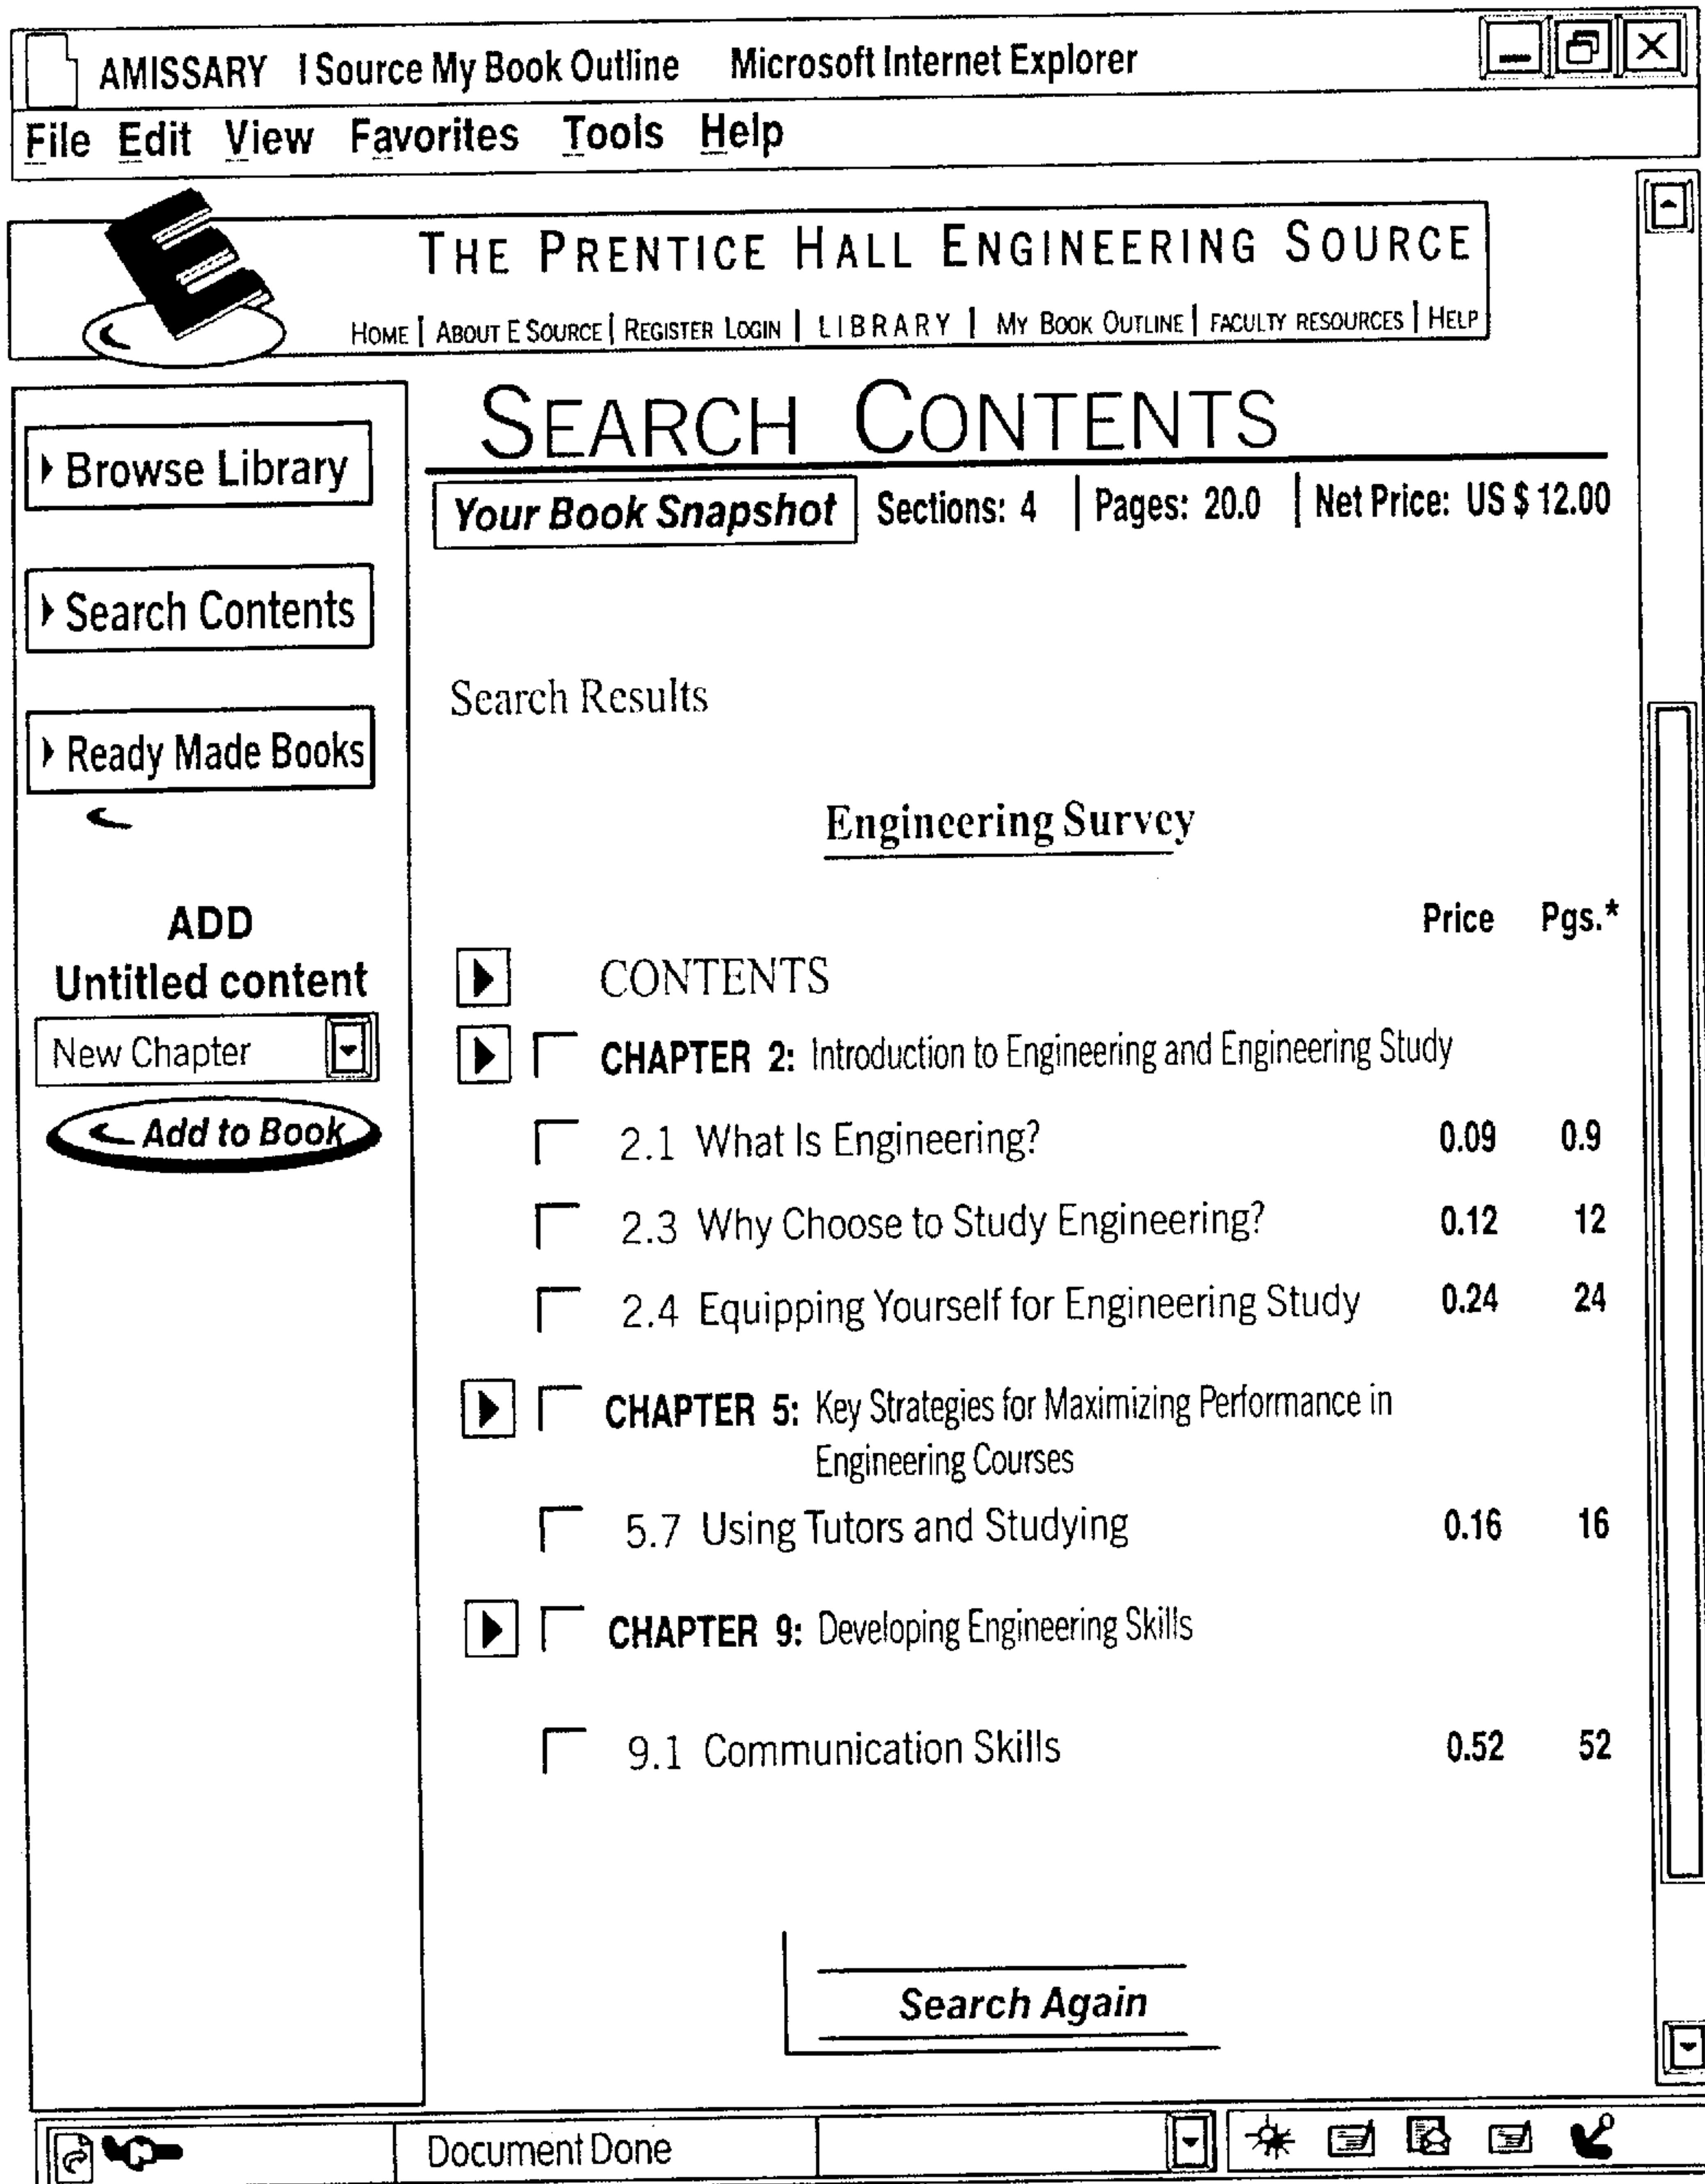 AMISSARY I Source My Book Outline Microsoft Internet Explorer
File Edit View Favorites Tools Help
E
THE PRENTICE HALL ENGINEERING SOURCE
HOME | ABOUT E SOURCE | REGISTER LOGIN | LIBRARY | MY BOOK OUTLINE | FACULTY RESOURCES | HELP
Browse Library
Search Contents
Ready Made Books
ADD
Untitled content
New Chapter
Add to Book
SEARCH CONTENTS
Your Book Snapshot Sections: 4 | Pages: 20.0 | Net Price: US $ 12.00
Search Results
Engineering Survey
Price Pgs.*
CONTENTS
CHAPTER 2: Introduction to Engineering and Engineering Study
2.1 What Is Engineering? 0.09 0.9
2.3 Why Choose to Study Engineering? 0.12 12
2.4 Equipping Yourself for Engineering Study 0.24 24
CHAPTER 5: Key Strategies for Maximizing Performance in
Engineering Courses
5.7 Using Tutors and Studying 0.16 16
CHAPTER 9: Developing Engineering Skills
9.1 Communication Skills 0.52 52
Search Again
Document Done